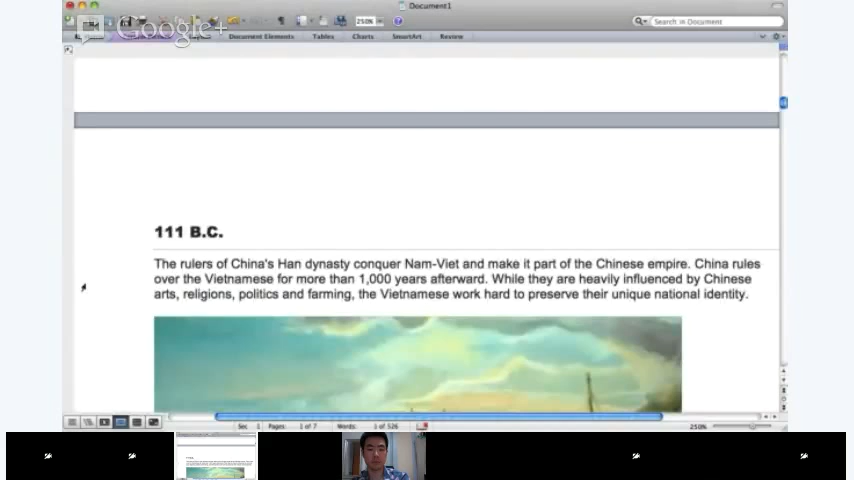 Document1
Google+
250%
Search in Document
Document Elements
Tables
Charts
SmartArt
Review
111 B.C.
The rulers of China's Han dynasty conquer Nam-Viet and make it part of the Chinese empire. China rules
over the Vietnamese for more than 1,000 years afterward. While they are heavily influenced by Chinese
arts, religions, politics and farming, the Vietnamese work hard to preserve their unique national identity.
Sec 1 Pages: 1 of 7 Words: 1 of 526
250%